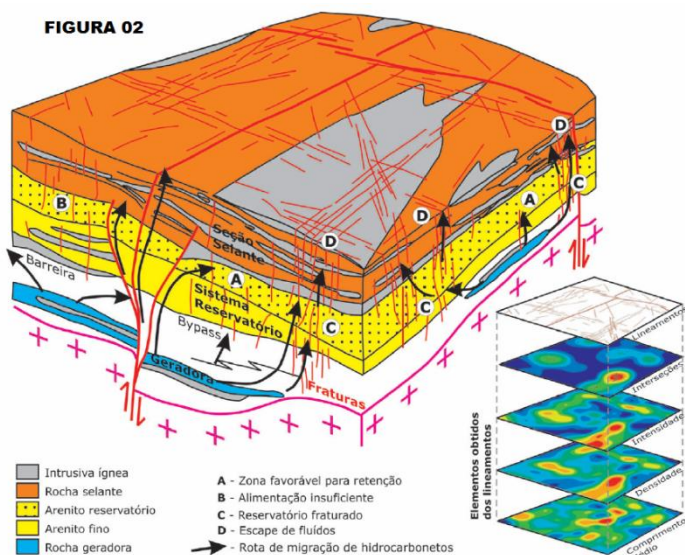 FIGURA 02
D
C
B
D
A
D
Seção
Selante
A
Barreira
Sistema
Reservatório
C
C
Bypass
Geradora
Fraturas
Lineamentos
Interseções
Intensidade
Densidade
Comprimento
médio
Elementos obtidos
dos lineamentos
Intrusiva ígnea
Rocha selante
Arenito reservatório
Arenito fino
Rocha geradora
A - Zona favorável para retenção
B - Alimentação insuficiente
C - Reservatório fraturado
D - Escape de fluídos
- Rota de migração de hidrocarbonetos